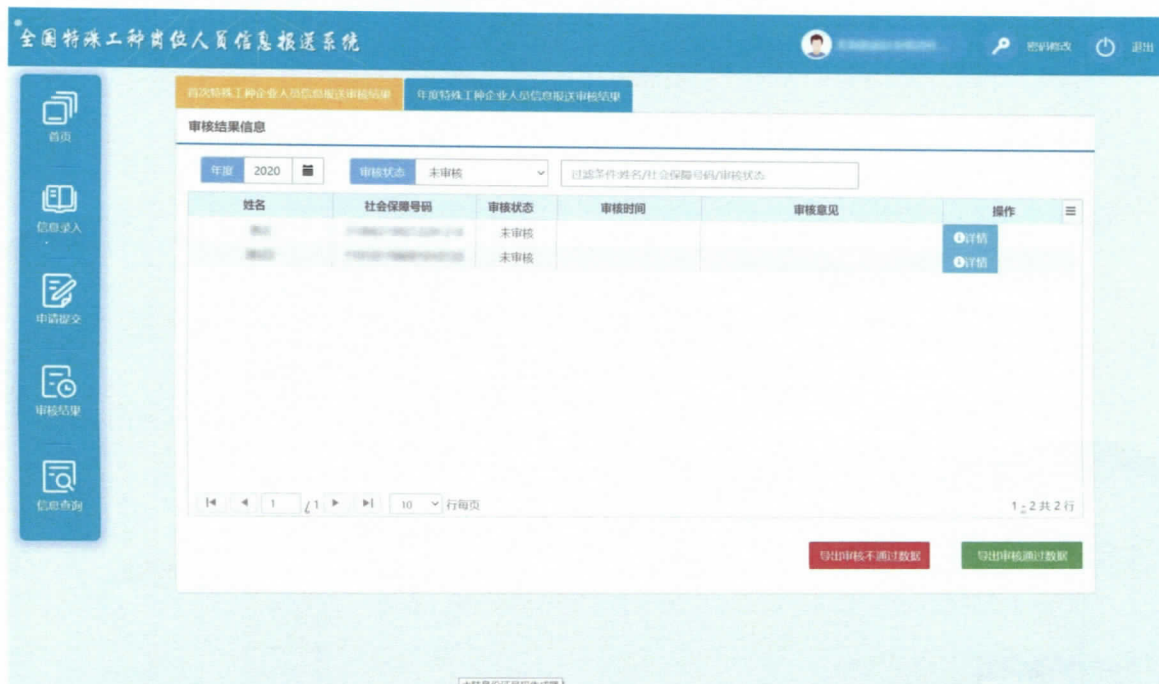 全国特殊工种岗位人员信息报送系统
密码修改 退出
首页
信息录入
申请提交
审核结果
信息查询
首次特殊工种企业人员信息报送审核结果 年度特殊工种企业人员信息报送审核结果
审核结果信息
年度 2020 审核状态 未审核 过滤条件:姓名/社会保障号码/审核状态
姓名 社会保障号码 审核状态 审核时间 审核意见 操作
未审核 详情
未审核 详情
1 / 1 10 行每页 1 - 2 共 2 行
导出审核不通过数据 导出审核通过数据